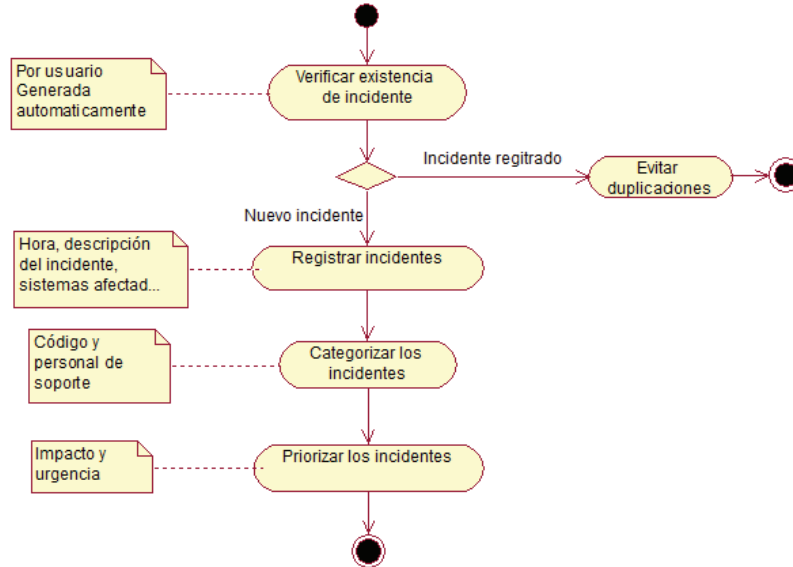 Por usuario
Generada
automaticamente
Verificar existencia
de incidente
Incidente regitrado
Evitar
duplicaciones
Nuevo incidente
Hora, descripción
del incidente,
sistemas afectad...
Registrar incidentes
Código y
personal de
soporte
Categorizar los
incidentes
Impacto y
urgencia
Priorizar los incidentes